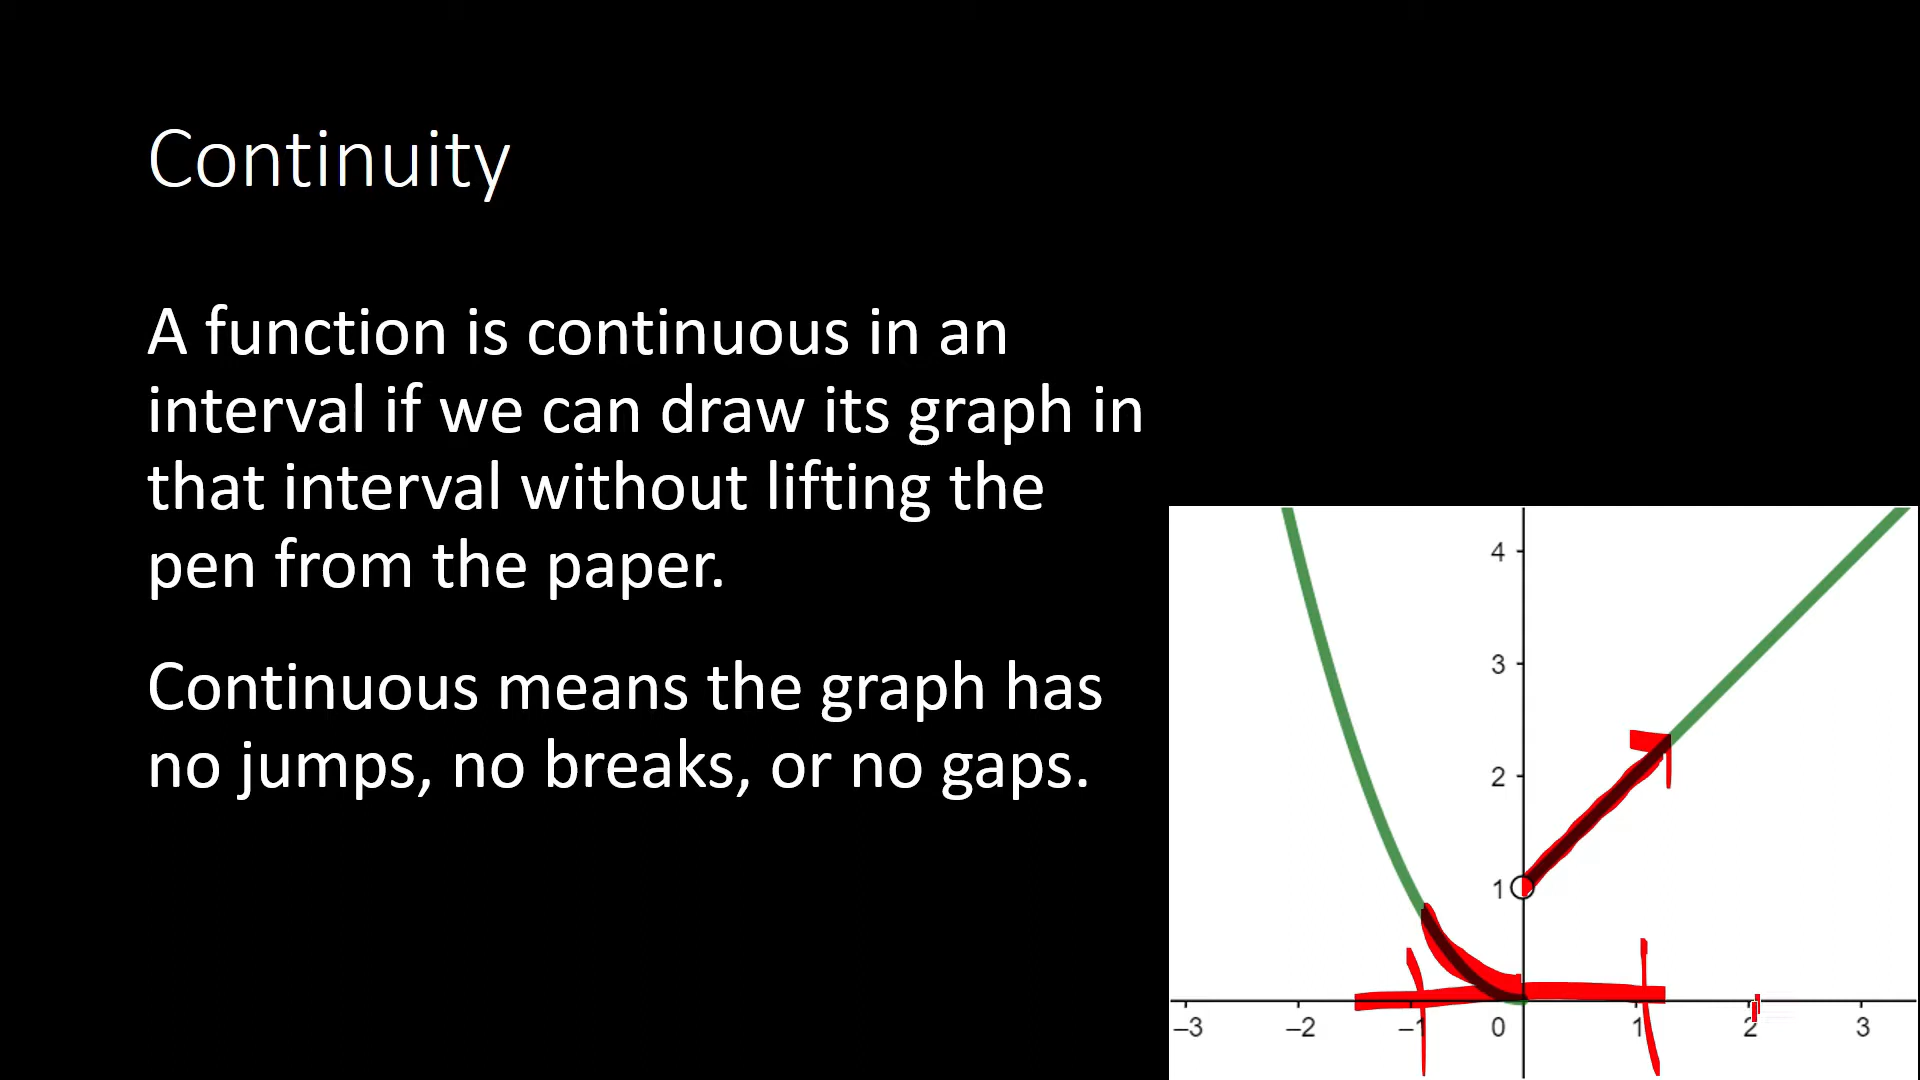 Continuity
A function is continuous in an
interval if we can draw its graph in
that interval without lifting the
pen from the paper.
Continuous means the graph has
no jumps, no breaks, or no gaps.
4
3
2
1
–3 –2 –1 0 1 2 3